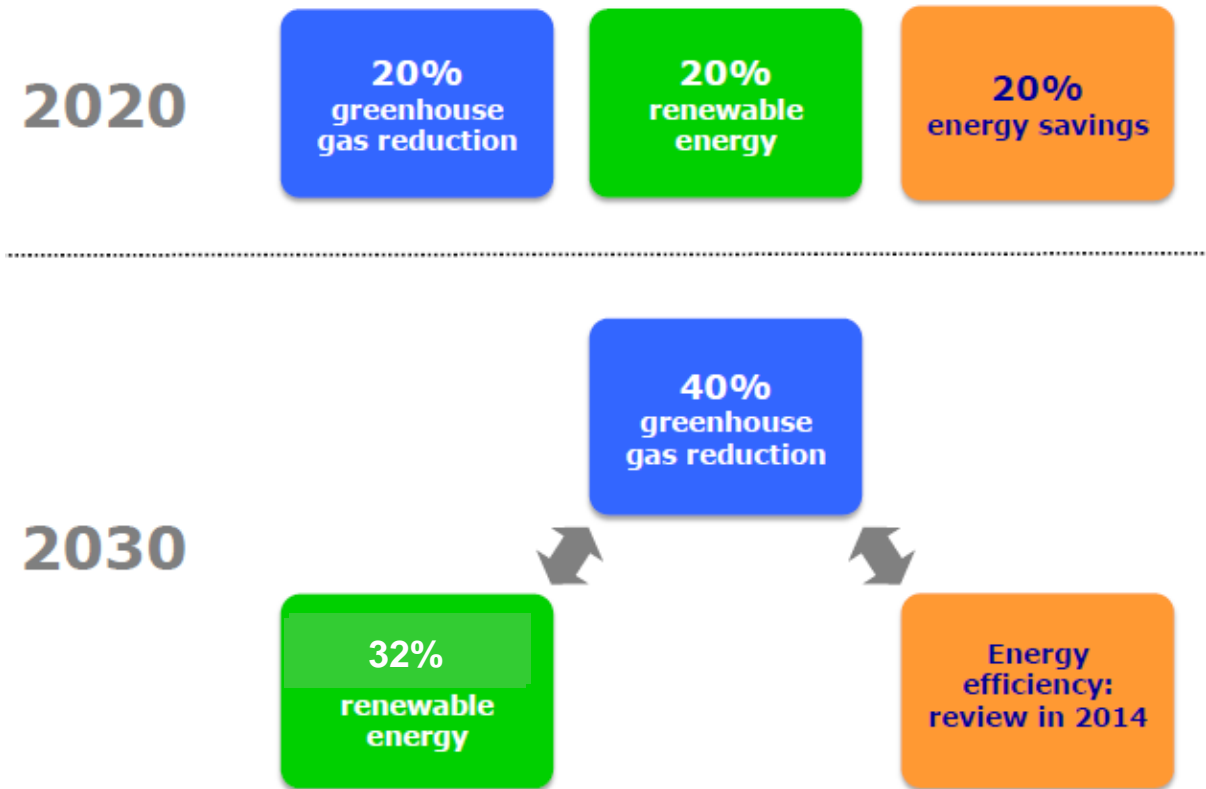 2020
20%
greenhouse
gas reduction
20%
renewable
energy
20%
energy savings
2030
40%
greenhouse
gas reduction
32%
renewable
energy
Energy
efficiency:
review in 2014